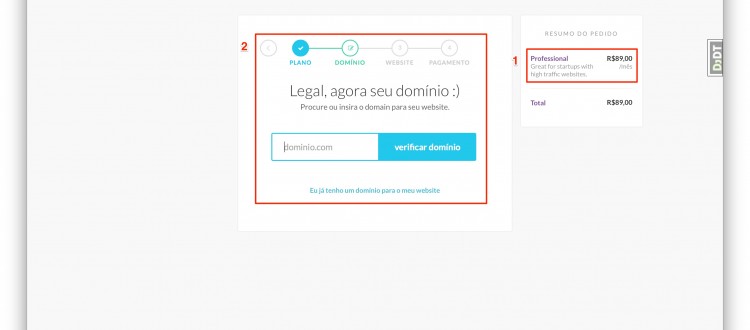 2
PLANO DOMÍNIO WEBSITE PAGAMENTO
3 4
Legal, agora seu domínio :)
Procure ou insira o domain para seu website.
dominio.com
verificar domínio
Eu já tenho um domínio para o meu website
RESUMO DO PEDIDO
1
Professional R$89,00
Great for startups with /mês
high traffic websites.
Total R$89,00
DjDT